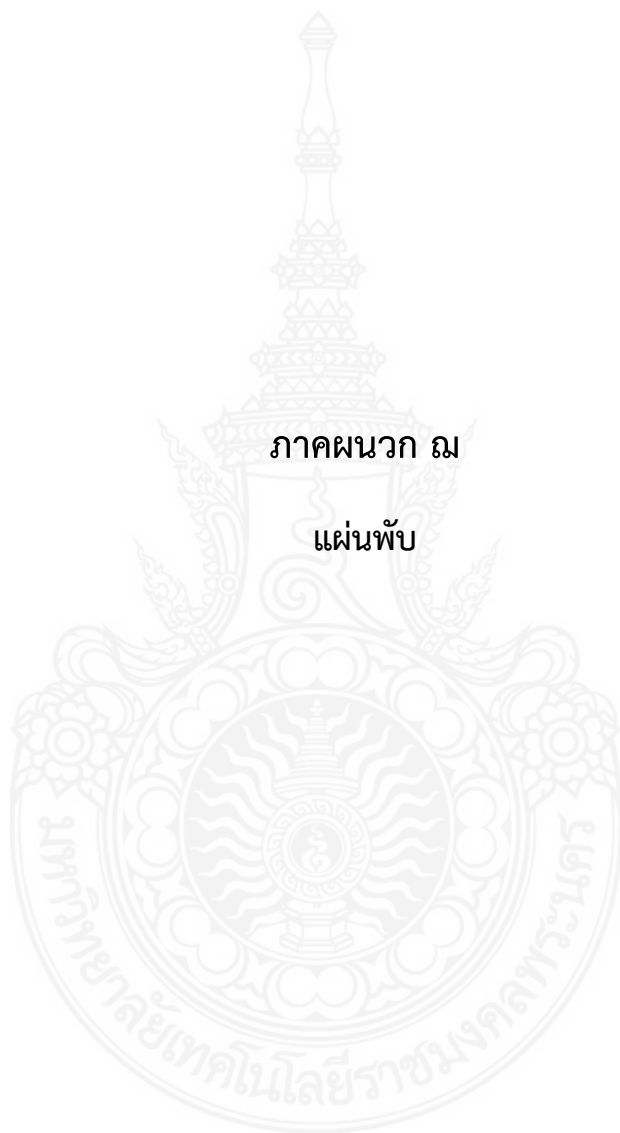 ภาคผนวก ฌ
แผ่นพับ
มหาวิทยาลัยเทคโนโลยีราชมงคลพระนคร